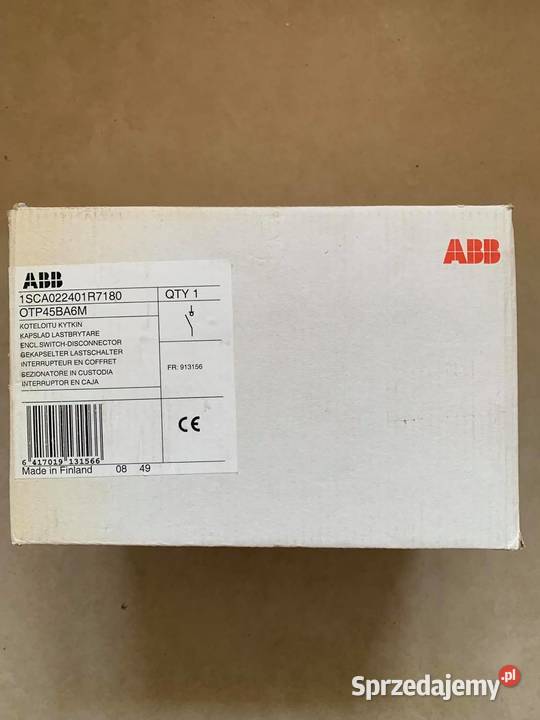 ABB
ABB
1SCA022401R7180
QTY 1
OTP45BA6M
KOTELOITU KYTKIN
KAPSLAD LASTBRYTARE
ENCL.SWITCH-DISCONNECTOR
GEKAPSELTER LASTSCHALTER
INTERRUPTEUR EN COFFRET
SEZIONATORE IN CUSTODIA
INTERRUPTOR EN CAJA
FR: 913156
CE
6 417019 131566
Made in Finland 08 49
Sprzedajemy.pl